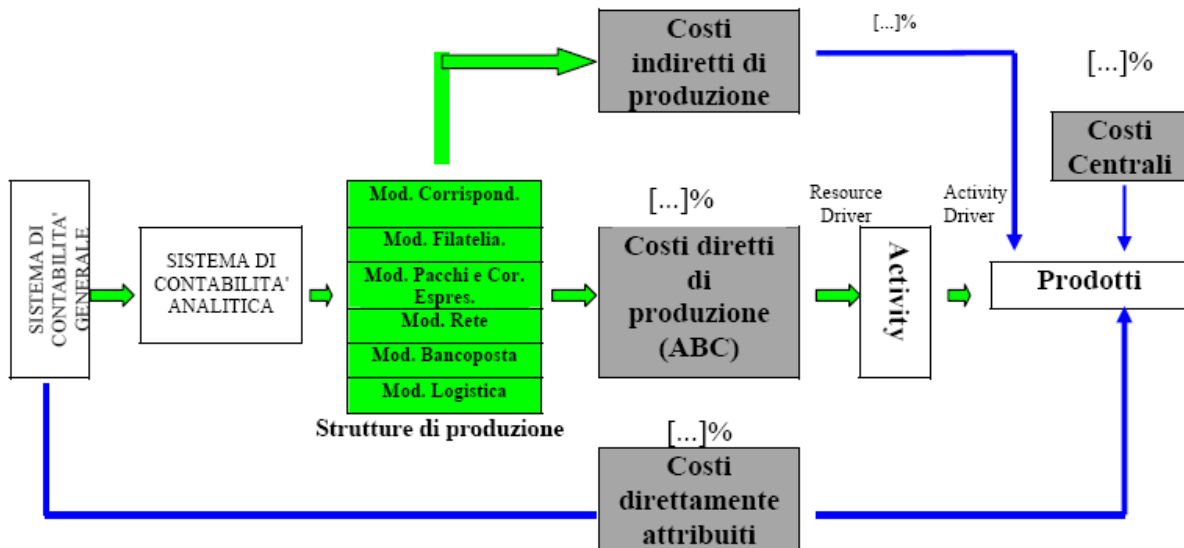 Costi
indiretti di
produzione
[...]%
[...]%
Costi
Centrali
SISTEMA DI
CONTABILITA'
GENERALE
SISTEMA DI
CONTABILITA'
ANALITICA
Mod. Corrispond.
Mod. Filatelia.
Mod. Pacchi e Cor.
Espres.
Mod. Rete
Mod. Bancoposta
Mod. Logistica
Strutture di produzione
[...]%
Costi diretti
di
produzione
(ABC)
Resource
Driver
Activity
Activity
Driver
Prodotti
[...]%
Costi
direttamente
attribuiti